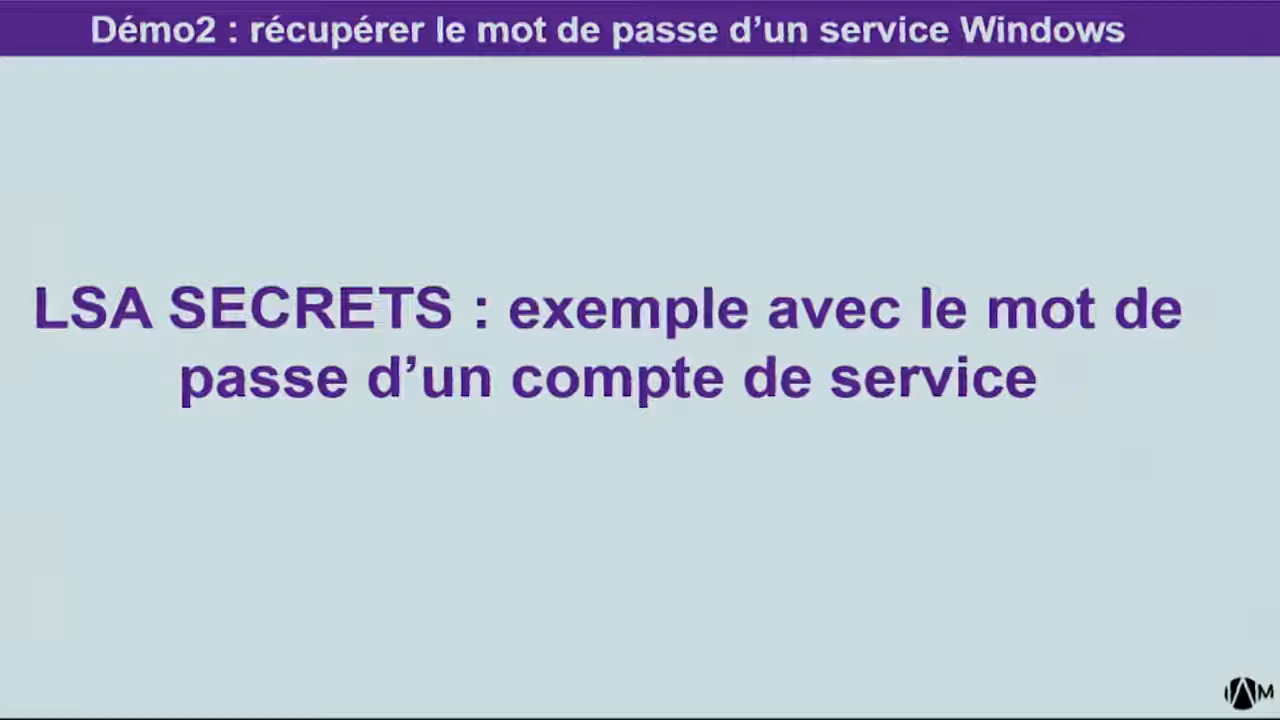 Démo2 : récupérer le mot de passe d’un service Windows
LSA SECRETS : exemple avec le mot de
passe d’un compte de service
IAM